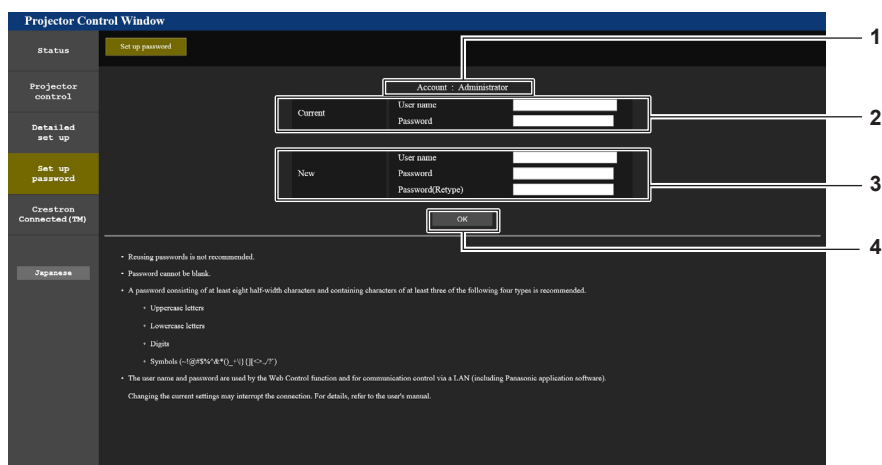 Projector Control Window
Status
Set up password
1
Projector
control
Account : Administrator
Current
User name
Password
2
Detailed
set up
Set up
password
New
User name
Password
Password(Retype)
3
Crestron
Connected(TM)
OK
4
Japanese
• Reusing passwords is not recommended.
• Password cannot be blank.
• A password consisting of at least eight half-width characters and containing characters of at least three of the following four types is recommended.
• Uppercase letters
• Lowercase letters
• Digits
• Symbols
• The user name and password are used by the Web Control function and for communication control via a LAN (including Panasonic application software).
Changing the current settings may interrupt the connection. For details, refer to the user's manual.